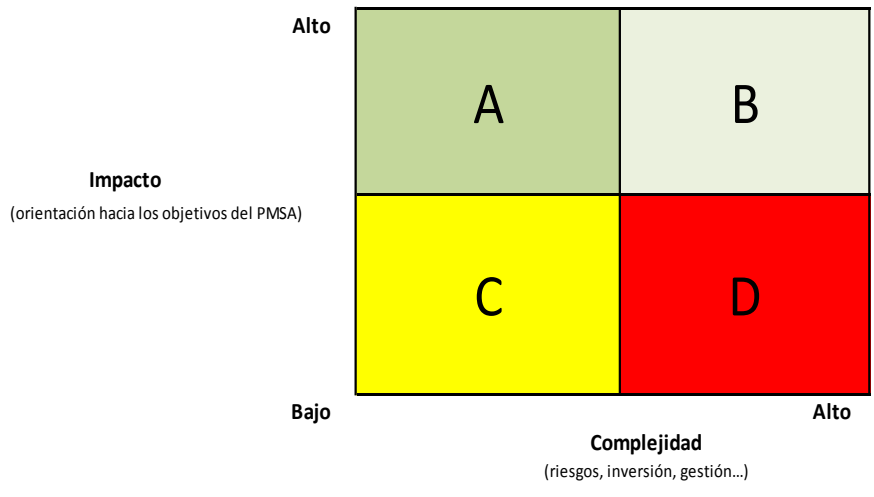 Alto
A
B
Impacto
(orientación hacia los objetivos del PMSA)
C
D
Bajo
Alto
Complejidad
(riesgos, inversión, gestión...)